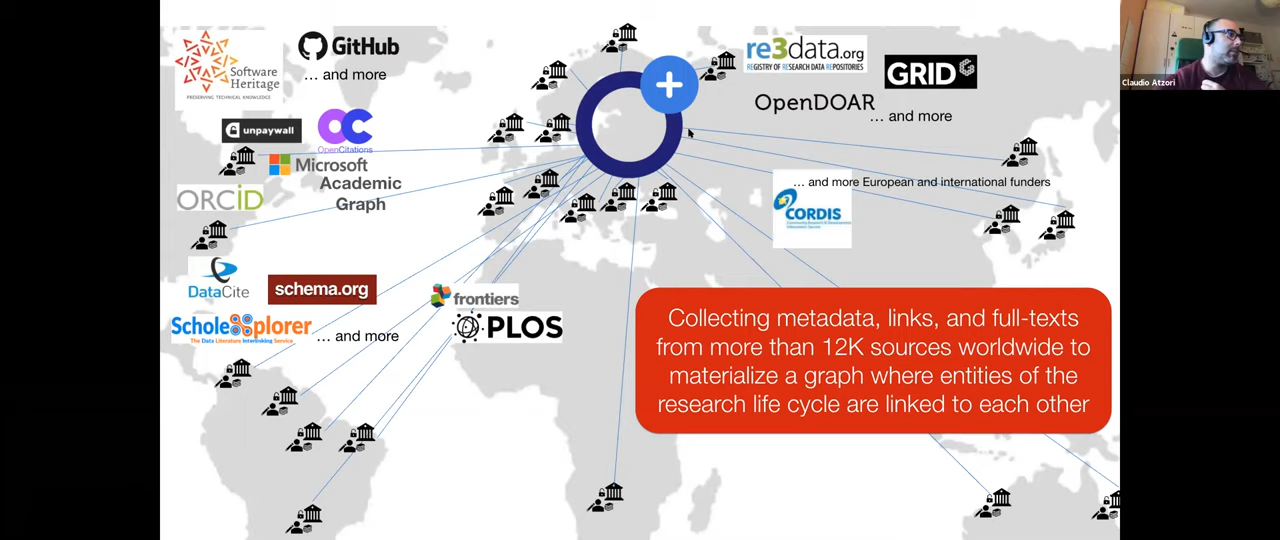 Software
Heritage
PRESERVING TECHNICAL KNOWLEDGE
GitHub
… and more
unpaywall
OC
OpenCitations
Microsoft
Academic
Graph
ORCiD
DataCite
schema.org
ScholeXplorer
The Data Literature Interlinking Service
… and more
frontiers
PLOS
re3data.org
REGISTRY OF RESEARCH DATA REPOSITORIES
GRID
OpenDOAR
… and more
… and more European and international funders
CORDIS
Collecting metadata, links, and full-texts
from more than 12K sources worldwide to
materialize a graph where entities of the
research life cycle are linked to each other
Claudio Atzori